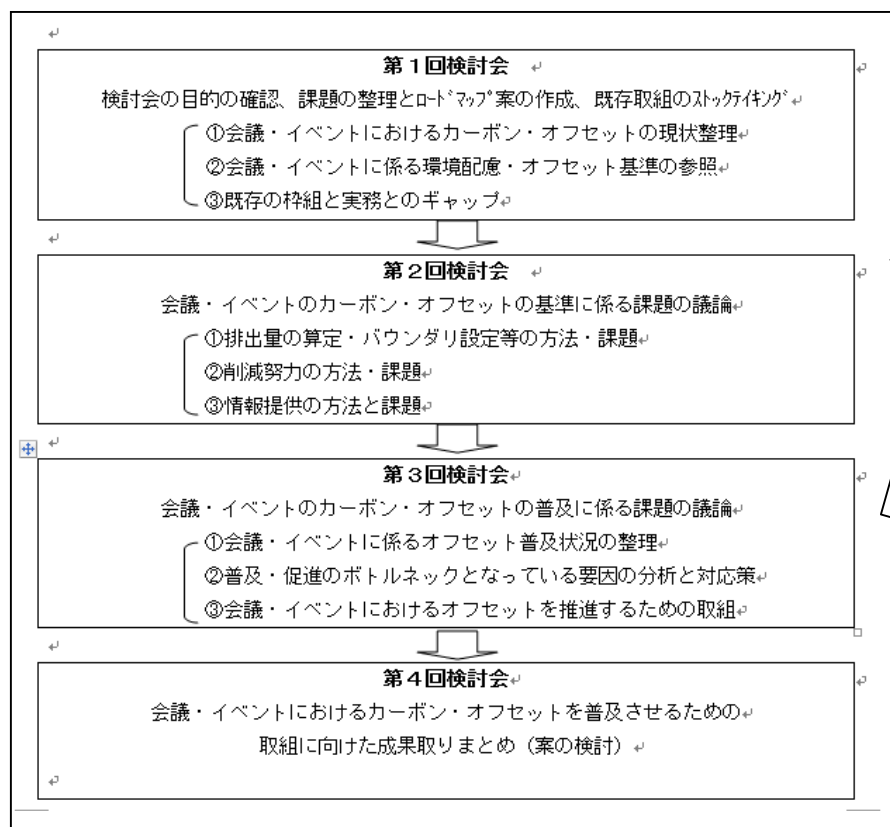 第１回検討会
検討会の目的の確認、課題の整理とﾛｰﾄﾞﾏｯﾌﾟ案の作成、既存取組のｽﾄｯｸﾃｲｷﾝｸﾞ
①会議・イベントにおけるカーボン・オフセットの現状整理
②会議・イベントに係る環境配慮・オフセット基準の参照
③既存の枠組と実務とのギャップ
第２回検討会
会議・イベントのカーボン・オフセットの基準に係る課題の議論
①排出量の算定・バウンダリ設定等の方法・課題
②削減努力の方法・課題
③情報提供の方法と課題
第３回検討会
会議・イベントのカーボン・オフセットの普及に係る課題の議論
①会議・イベントに係るオフセット普及状況の整理
②普及・促進のボトルネックとなっている要因の分析と対応策
③会議・イベントにおけるオフセットを推進するための取組
第４回検討会
会議・イベントにおけるカーボン・オフセットを普及させるための
取組に向けた成果取りまとめ（案の検討）